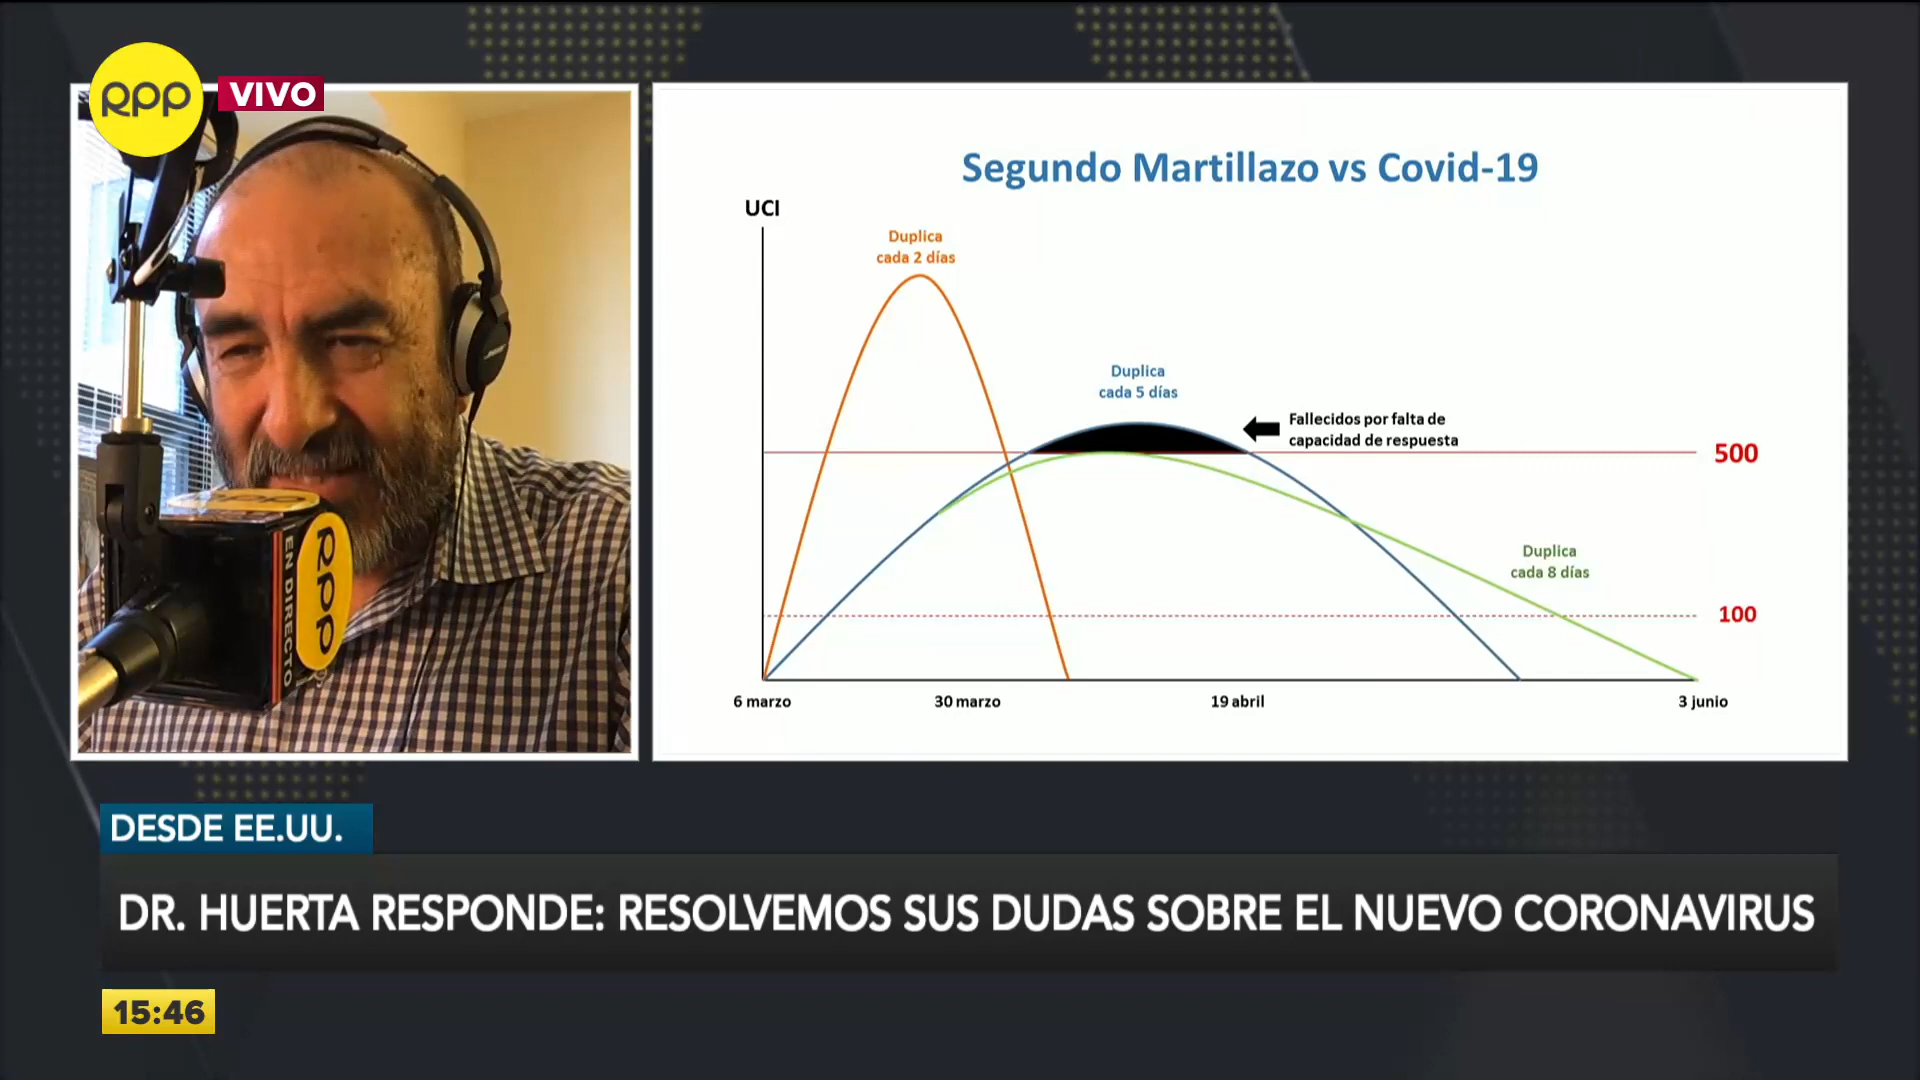 RPP
VIVO
Segundo Martillazo vs Covid-19
UCI
Duplica
cada 2 días
Duplica
cada 5 días
Fallecidos por falta de
capacidad de respuesta
500
Duplica
cada 8 días
100
6 marzo
30 marzo
19 abril
3 junio
rpp
rpp
EN DIRECTO
BOSE
DESDE EE.UU.
DR. HUERTA RESPONDE: RESOLVEMOS SUS DUDAS SOBRE EL NUEVO CORONAVIRUS
15:46